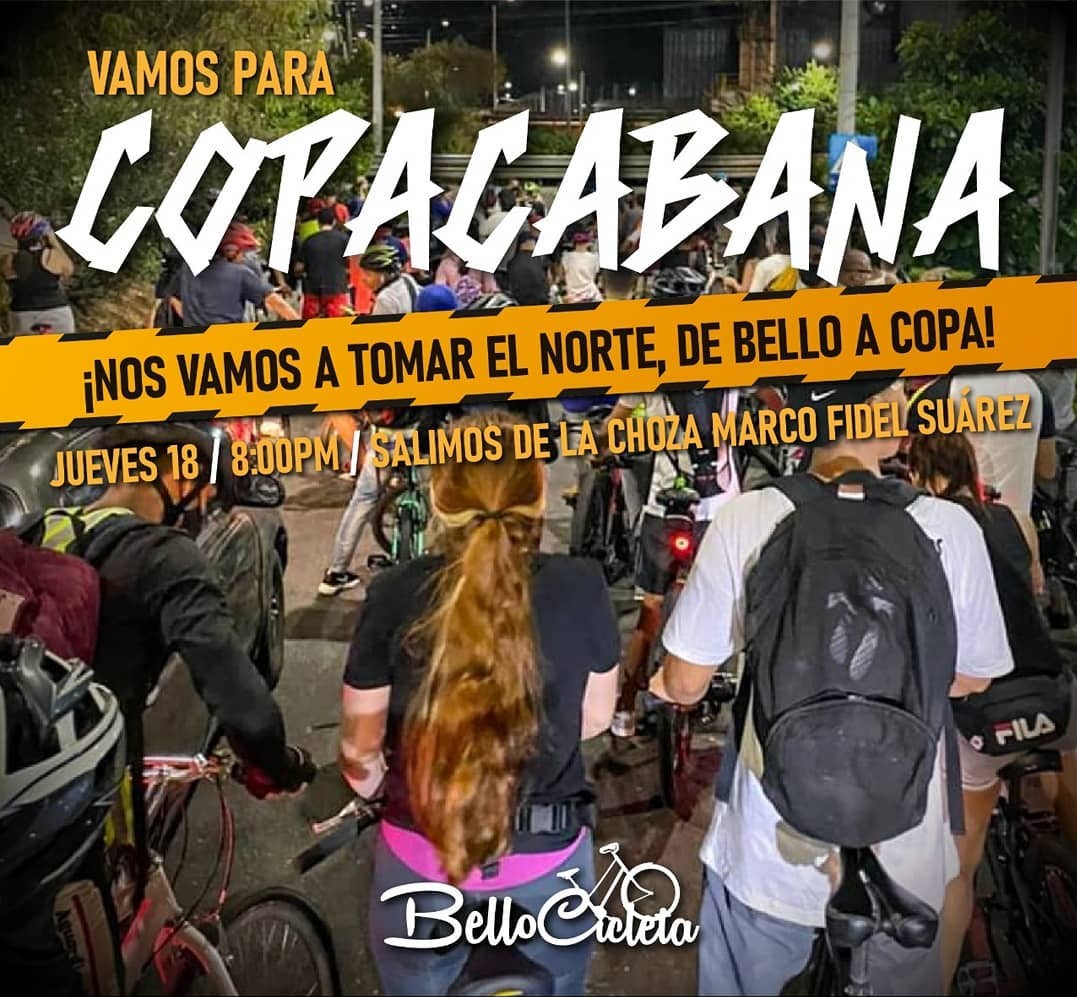 VAMOS PARA
COPACABANA
¡NOS VAMOS A TOMAR EL NORTE, DE BELLO A COPA!
JUEVES 18 / 8:00PM / SALIMOS DE LA CHOZA MARCO FIDEL SUÁREZ
FILA
BelloCicleta